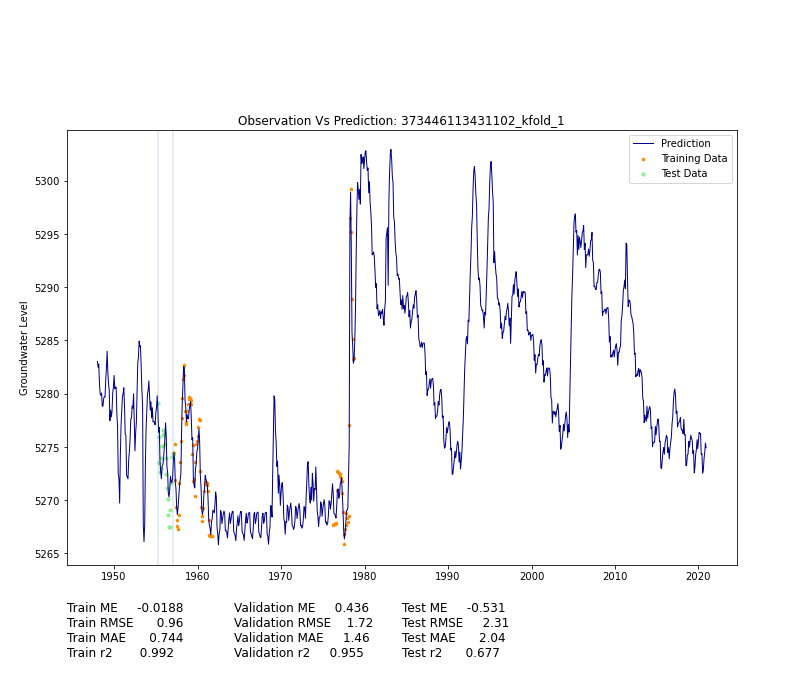 Observation Vs Prediction: 373446113431102_kfold_1
Prediction
Training Data
Test Data
Groundwater Level
5300
5295
5290
5285
5280
5275
5270
5265
1950 1960 1970 1980 1990 2000 2010 2020
Train ME -0.0188 Validation ME 0.436 Test ME -0.531
Train RMSE 0.96 Validation RMSE 1.72 Test RMSE 2.31
Train MAE 0.744 Validation MAE 1.46 Test MAE 2.04
Train r2 0.992 Validation r2 0.955 Test r2 0.677